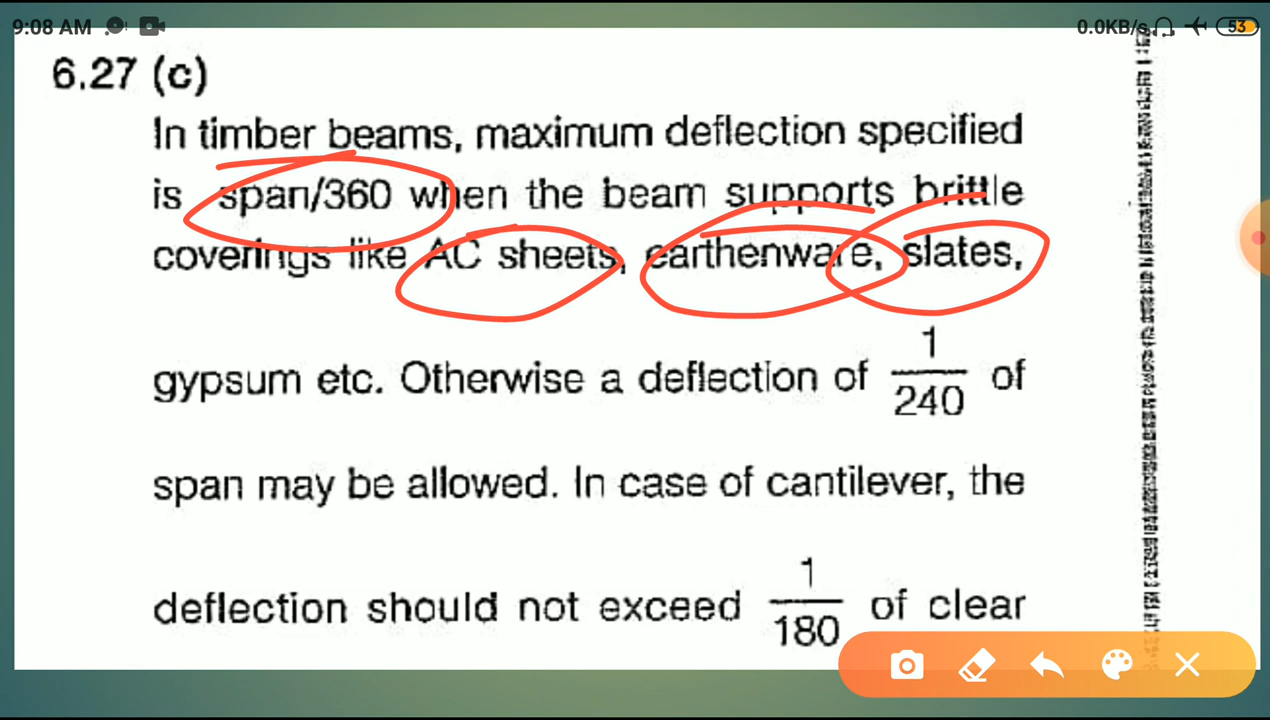 9:08 AM
0.0KB/s
53
6.27 (c)
In timber beams, maximum deflection specified
is span/360 when the beam supports brittle
coverings like AC sheets, earthenware, slates,
gypsum etc. Otherwise a deflection of 1/240 of
span may be allowed. In case of cantilever, the
deflection should not exceed 1/180 of clear